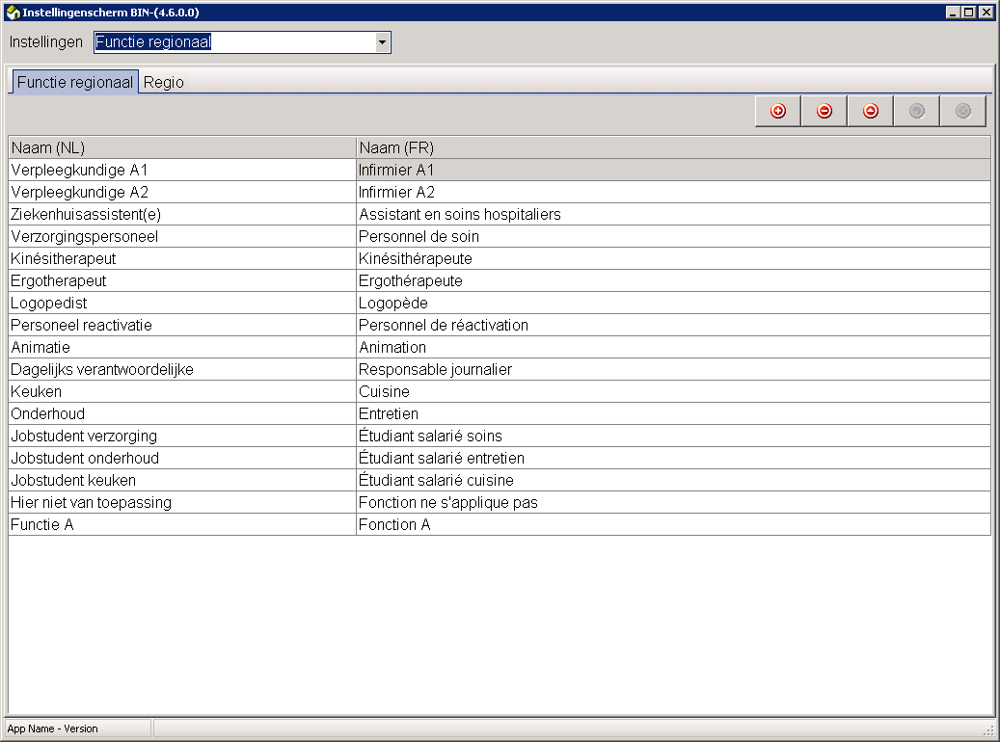 Instellingenscherm BIN-(4.6.0.0)
Instellingen Functie regionaal
Functie regionaal Regio
Naam (NL) Naam (FR)
Verpleegkundige A1 Infirmier A1
Verpleegkundige A2 Infirmier A2
Ziekenhuisassistent(e) Assistant en soins hospitaliers
Verzorgingspersoneel Personnel de soin
Kinésitherapeut Kinésithérapeute
Ergotherapeut Ergothérapeute
Logopedist Logopède
Personeel reactivatie Personnel de réactivation
Animatie Animation
Dagelijks verantwoordelijke Responsable journalier
Keuken Cuisine
Onderhoud Entretien
Jobstudent verzorging Étudiant salarié soins
Jobstudent onderhoud Étudiant salarié entretien
Jobstudent keuken Étudiant salarié cuisine
Hier niet van toepassing Fonction ne s'applique pas
Functie A Fonction A
App Name - Version